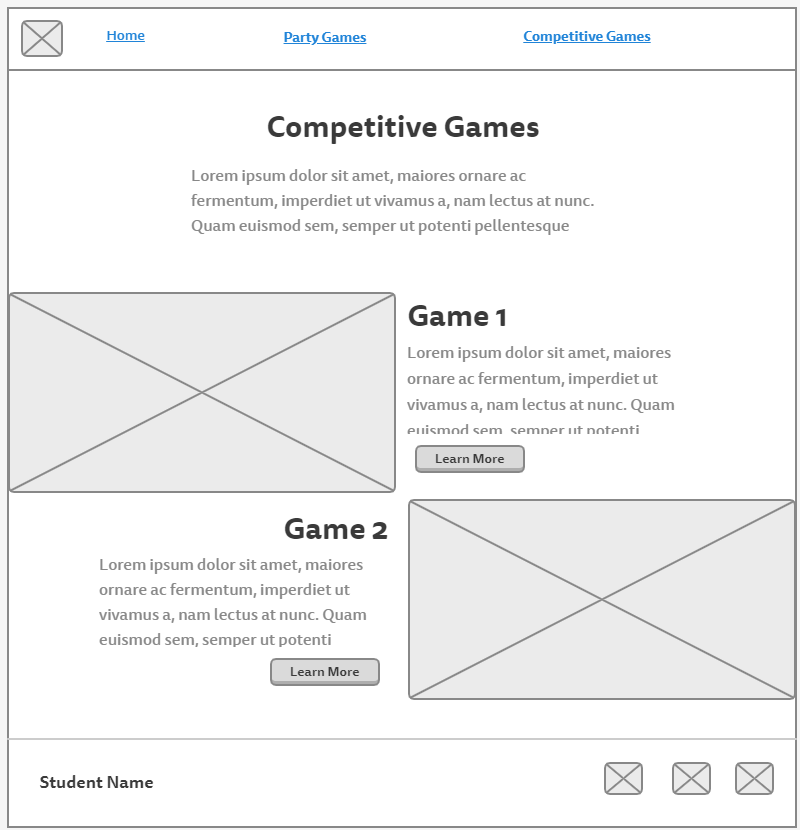 Home
Party Games
Competitive Games
Competitive Games
Lorem ipsum dolor sit amet, maiores ornare ac
fermentum, imperdiet ut vivamus a, nam lectus at nunc.
Quam euismod sem, semper ut potenti pellentesque
Game 1
Lorem ipsum dolor sit amet, maiores
ornare ac fermentum, imperdiet ut
vivamus a, nam lectus at nunc. Quam
euismod sem, semper ut potenti
Learn More
Game 2
Lorem ipsum dolor sit amet, maiores
ornare ac fermentum, imperdiet ut
vivamus a, nam lectus at nunc. Quam
euismod sem, semper ut potenti
Learn More
Student Name